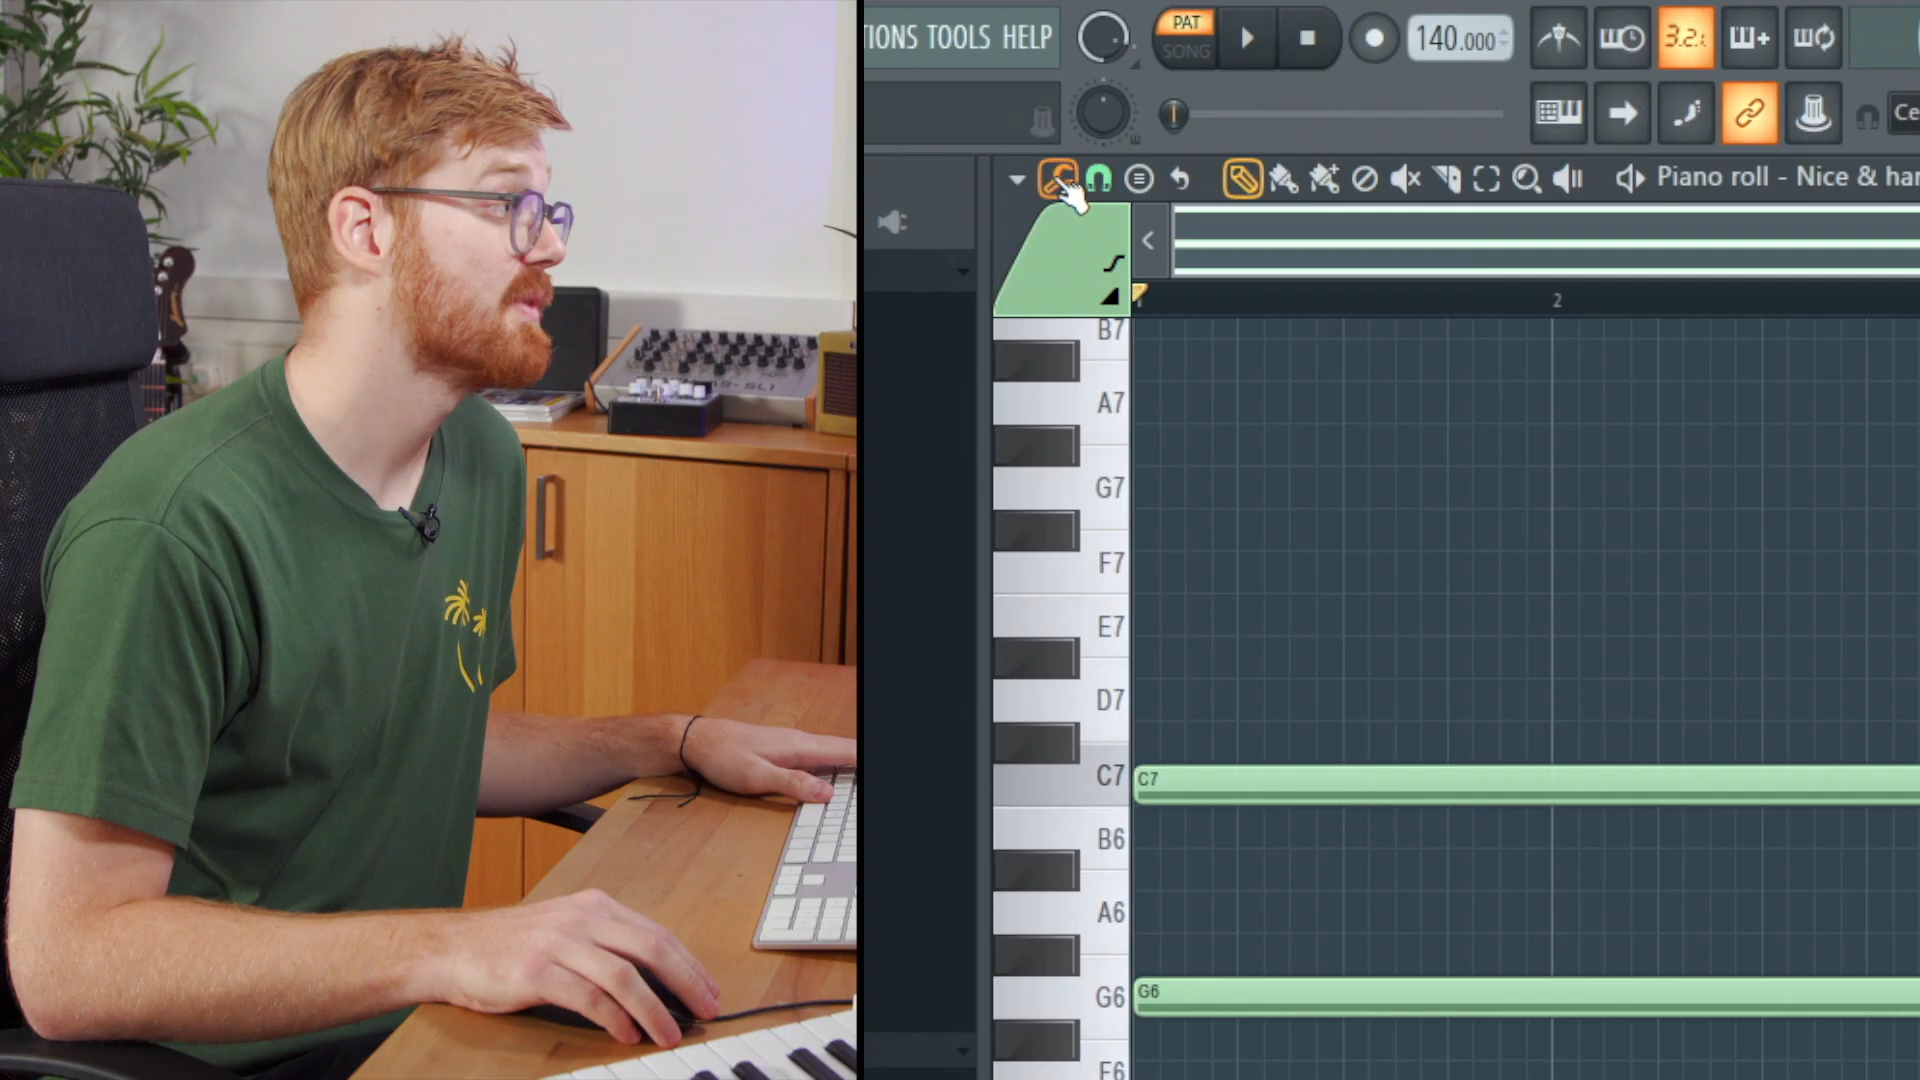 IONS TOOLS HELP
PAT
SONG
140.000
3.2:
Ce
Piano roll - Nice & har
2
B7
A7
G7
F7
E7
D7
C7
C7
B6
A6
G6
G6
F6